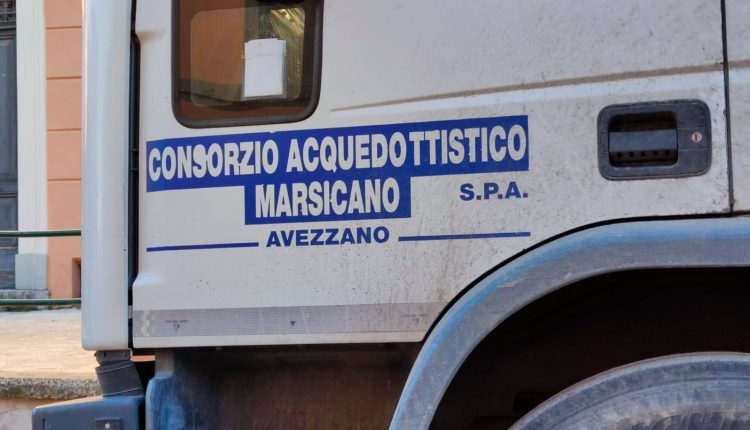 CONSORZIO ACQUEDOTTISTICO
MARSICANO S.P.A.
AVEZZANO